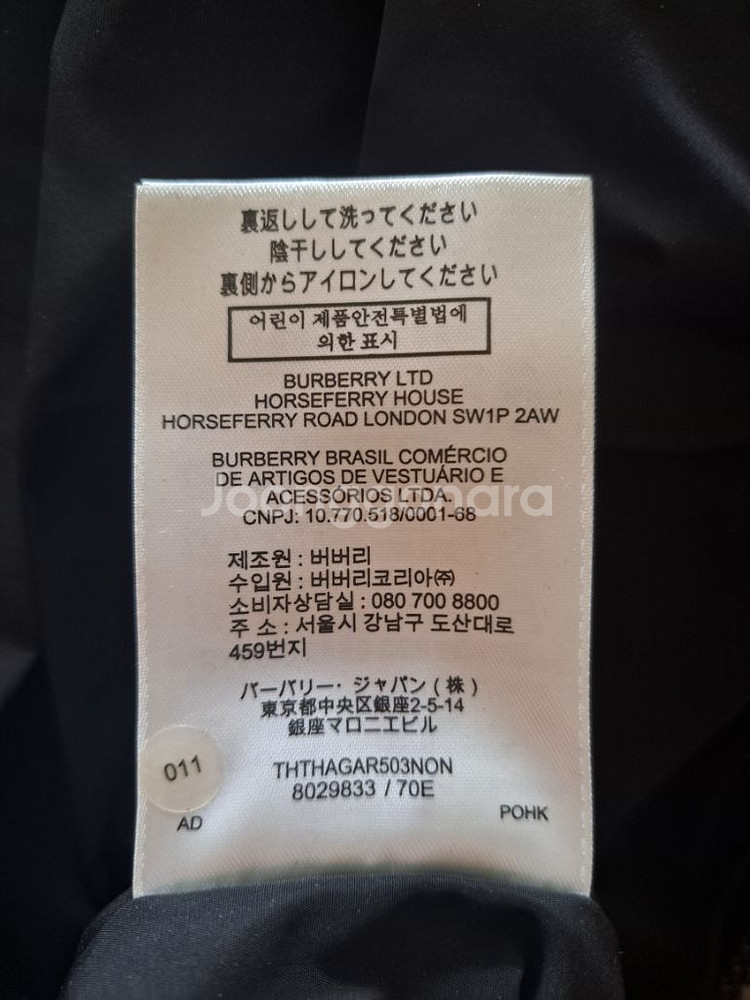 裏返しして洗ってください
陰干ししてください
裏側からアイロンしてください
어린이 제품안전특별법에
의한 표시
BURBERRY LTD
HORSEFERRY HOUSE
HORSEFERRY ROAD LONDON SW1P 2AW
BURBERRY BRASIL COMÉRCIO
DE ARTIGOS DE VESTUÁRIO E
ACESSÓRIOS LTDA.
CNPJ: 10.770.518/0001-68
Joonggonara
제조원 : 버버리
수입원 : 버버리코리아㈜
소비자상담실 : 080 700 8800
주 소 : 서울시 강남구 도산대로
459번지
バーバリー・ジャパン ( 株 )
東京都中央区銀座2-5-14
銀座マロニエビル
011
THTHAGAR503NON
8029833 / 70E
AD
POHK